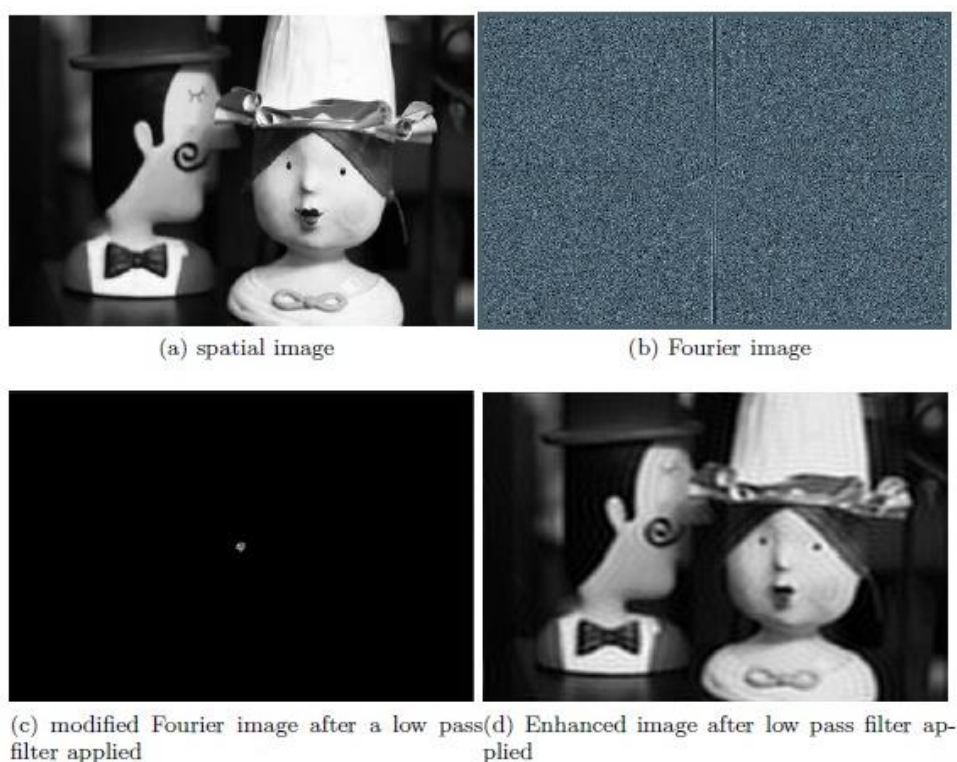 (a) spatial image
(b) Fourier image
(c) modified Fourier image after a low pass
filter applied
(d) Enhanced image after low pass filter ap-
plied